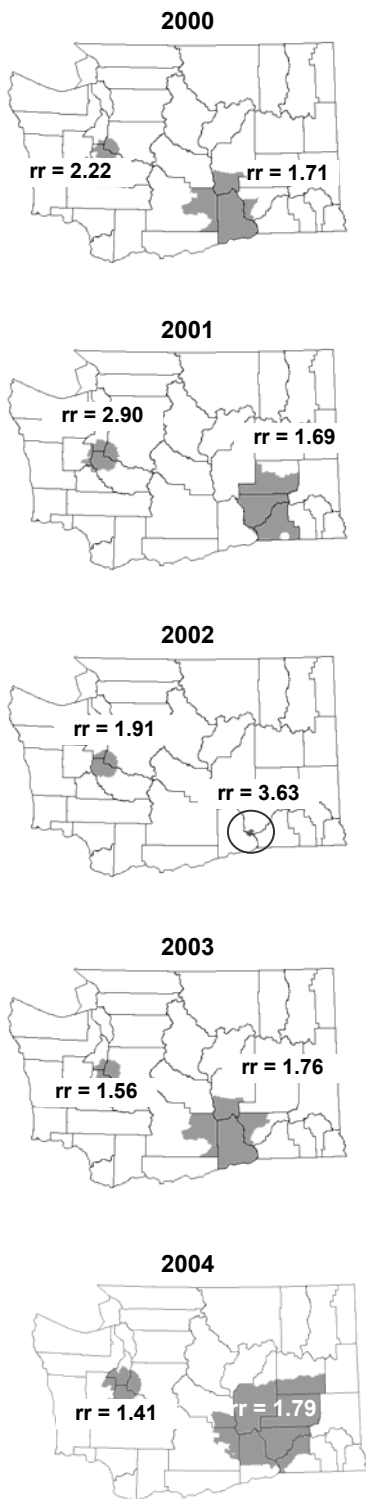 2000
rr = 2.22
rr = 1.71
2001
rr = 2.90
rr = 1.69
2002
rr = 1.91
rr = 3.63
2003
rr = 1.76
rr = 1.56
2004
rr = 1.79
rr = 1.41